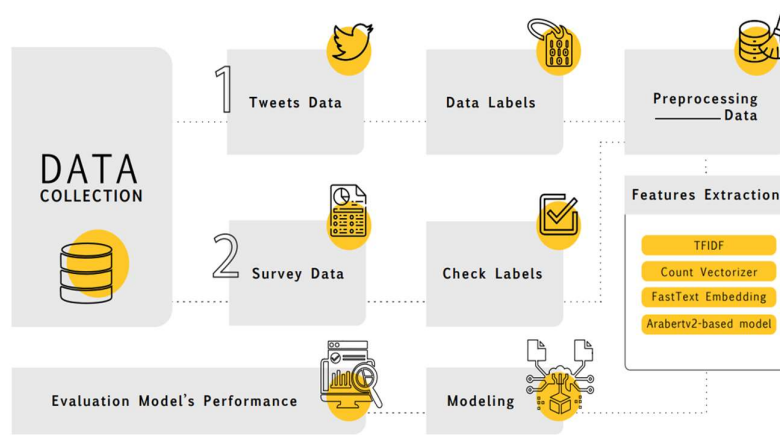 DATA
COLLECTION
1
Tweets Data
Data Labels
Preprocessing
Data
2
Survey Data
Check Labels
Features Extraction
TFIDF
Count Vectorizer
FastText Embedding
Arabertv2-based model
Modeling
Evaluation Model's Performance